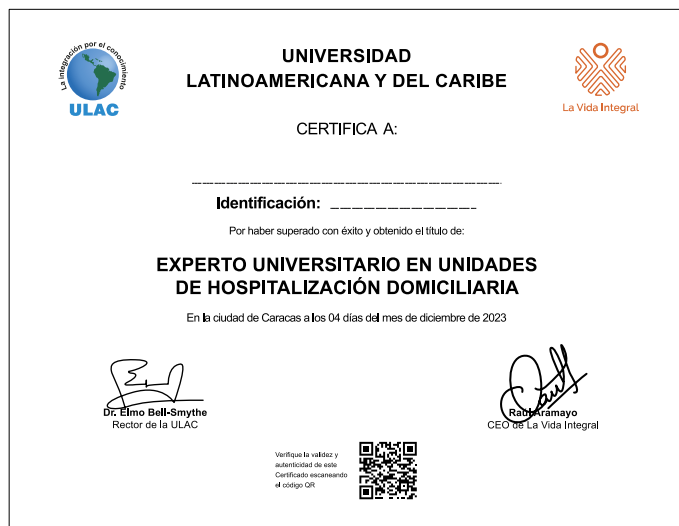 La integración por el conocimiento
ULAC
UNIVERSIDAD
LATINOAMERICANA Y DEL CARIBE
La Vida Integral
CERTIFICA A:
Identificación:
Por haber superado con éxito y obtenido el título de:
EXPERTO UNIVERSITARIO EN UNIDADES
DE HOSPITALIZACIÓN DOMICILIARIA
En la ciudad de Caracas a los 04 días del mes de diciembre de 2023
Dr. Elmo Bell-Smythe
Rector de la ULAC
Raúl Aramayo
CEO de La Vida Integral
Verifique la validez y
autenticidad de este
Certificado escaneando
el código QR